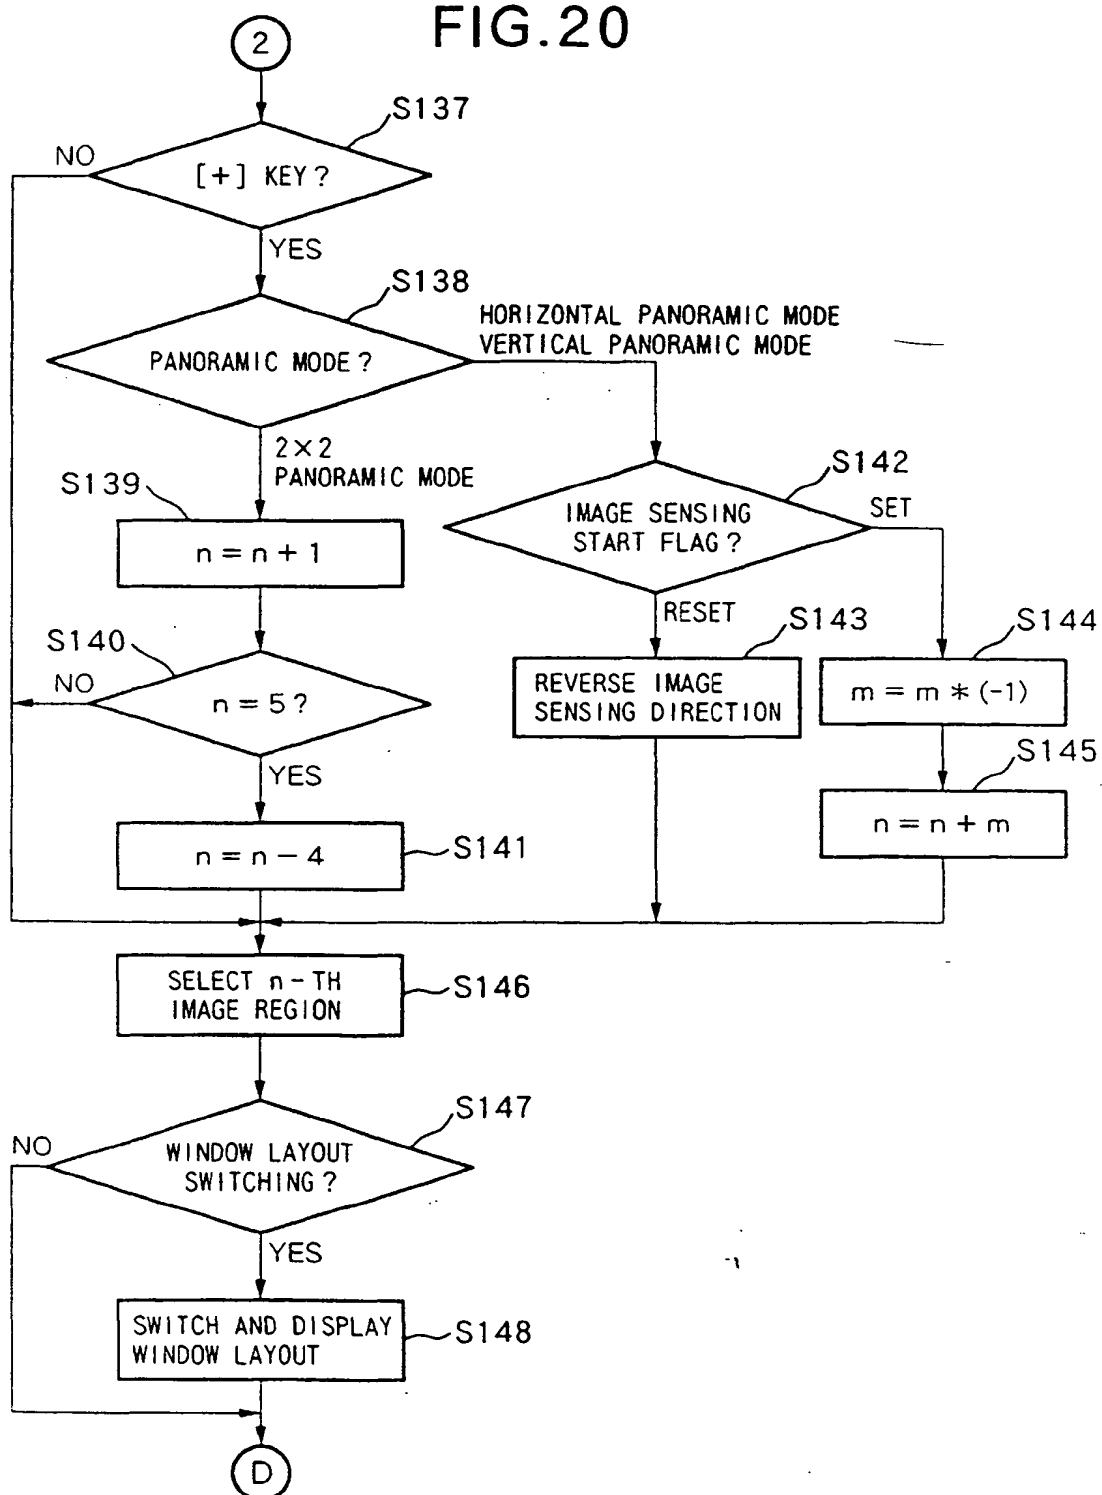 FIG.20
2
S137
NO
[+] KEY?
YES
S138
HORIZONTAL PANORAMIC MODE
VERTICAL PANORAMIC MODE
PANORAMIC MODE?
2×2
PANORAMIC MODE
S139
n = n + 1
S142
IMAGE SENSING
START FLAG?
SET
RESET
S140
NO
n = 5?
YES
S143
REVERSE IMAGE
SENSING DIRECTION
S144
m = m * (-1)
S145
n = n + m
n = n - 4
S141
SELECT n-TH
IMAGE REGION
S146
S147
NO
WINDOW LAYOUT
SWITCHING?
YES
SWITCH AND DISPLAY
WINDOW LAYOUT
S148
D